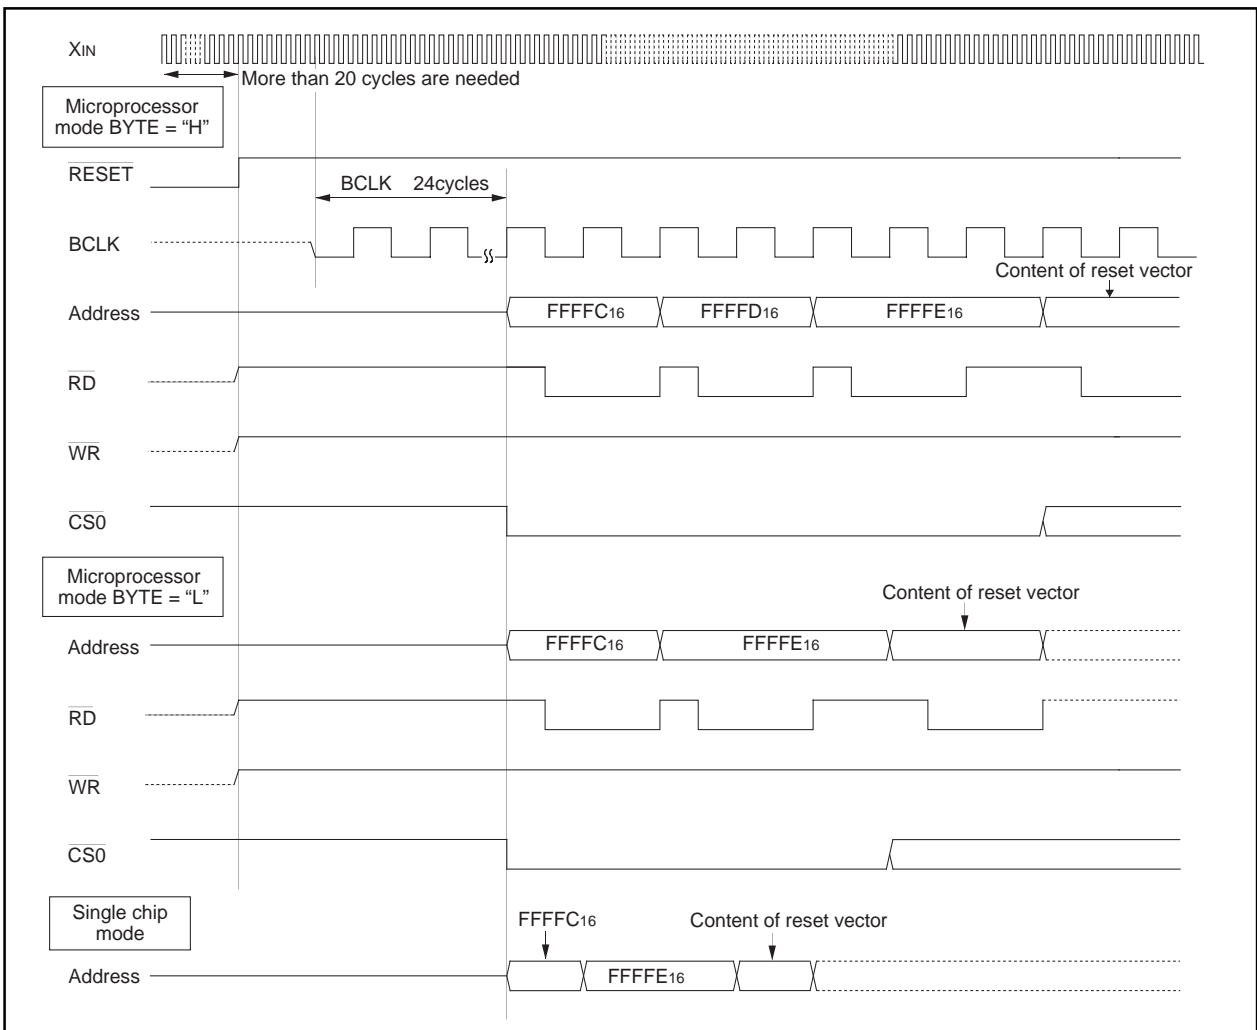 XIN
More than 20 cycles are needed
Microprocessor
mode BYTE = “H”
RESET
BCLK 24cycles
BCLK
Content of reset vector
Address
FFFFC16
FFFFD16
FFFFE16
RD
WR
CS0
Microprocessor
mode BYTE = “L”
Content of reset vector
Address
FFFFC16
FFFFE16
RD
WR
CS0
Single chip
mode
FFFFC16
Content of reset vector
Address
FFFFE16